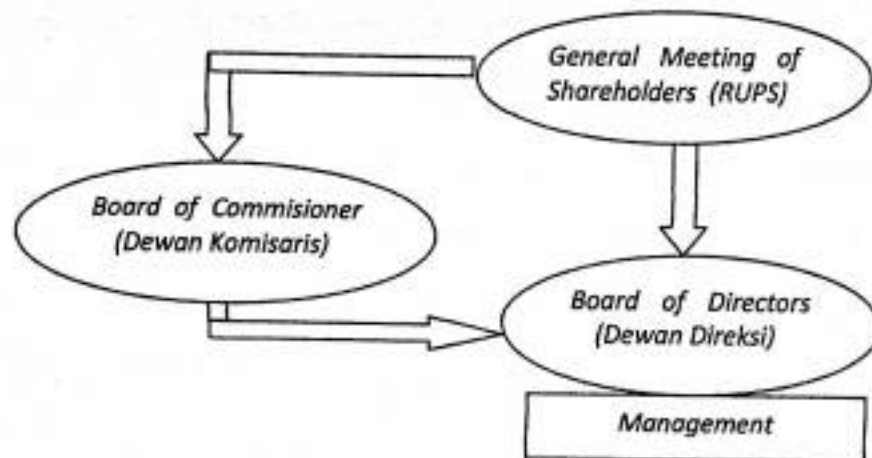 General Meeting of
Shareholders (RUPS)
Board of Commisioner
(Dewan Komisaris)
Board of Directors
(Dewan Direksi)
Management